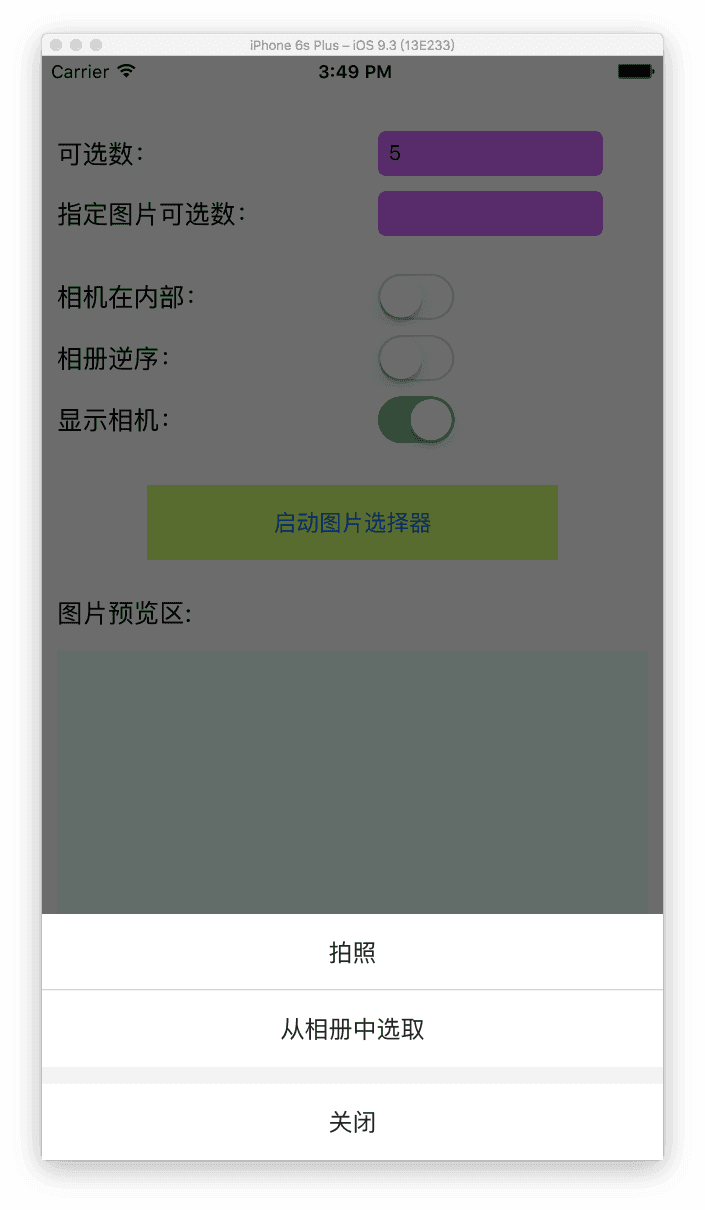 iPhone 6s Plus – iOS 9.3 (13E233)
Carrier 3:49 PM
可选数： 5
指定图片可选数：
相机在内部：
相册逆序：
显示相机：
启动图片选择器
图片预览区:
拍照
从相册中选取
关闭